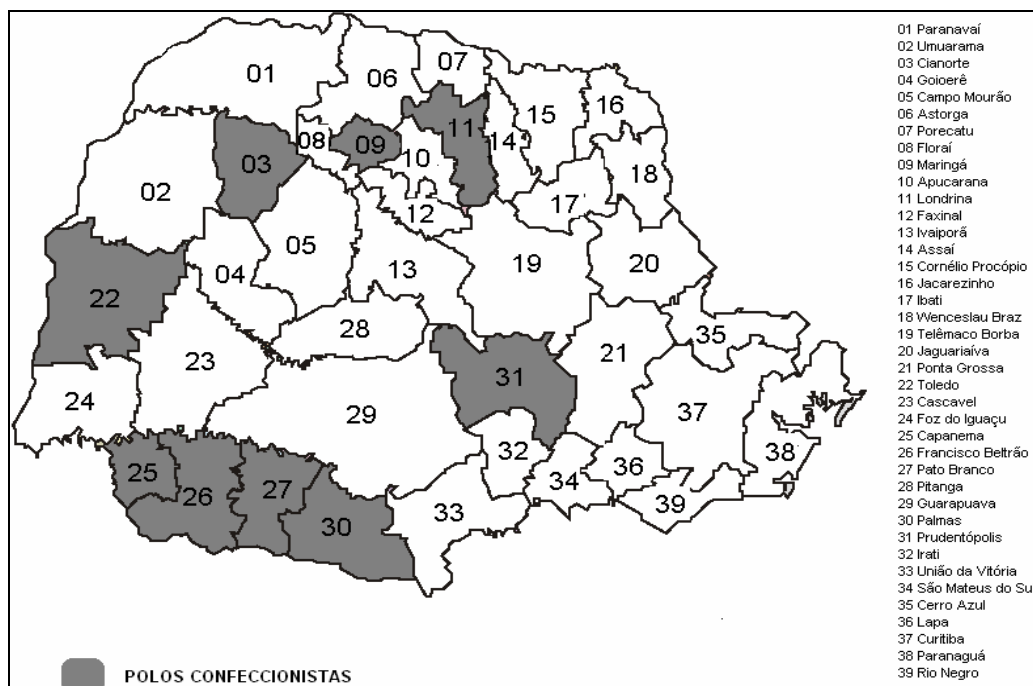 01 Paranavaí
02 Umuarama
03 Cianorte
04 Goioerê
05 Campo Mourão
06 Astorga
07 Porecatu
08 Floraí
09 Maringá
10 Apucarana
11 Londrina
12 Faxinal
13 Ivaiporã
14 Assaí
15 Cornélio Procópio
16 Jacarezinho
17 Ibati
18 Wenceslau Braz
19 Telêmaco Borba
20 Jaguariaíva
21 Ponta Grossa
22 Toledo
23 Cascavel
24 Foz do Iguaçu
25 Capanema
26 Francisco Beltrão
27 Pato Branco
28 Pitanga
29 Guarapuava
30 Palmas
31 Prudentópolis
32 Irati
33 União da Vitória
34 São Mateus do Su
35 Cerro Azul
36 Lapa
37 Curitiba
38 Paranaguá
39 Rio Negro
07
01
06
15
16
11
08
09
14
03
10
18
02
17
12
05
04
13
19
20
22
28
35
23
21
31
24
29
37
32
38
25
36
26
27
34
39
30
33
POLOS CONFECCIONISTAS